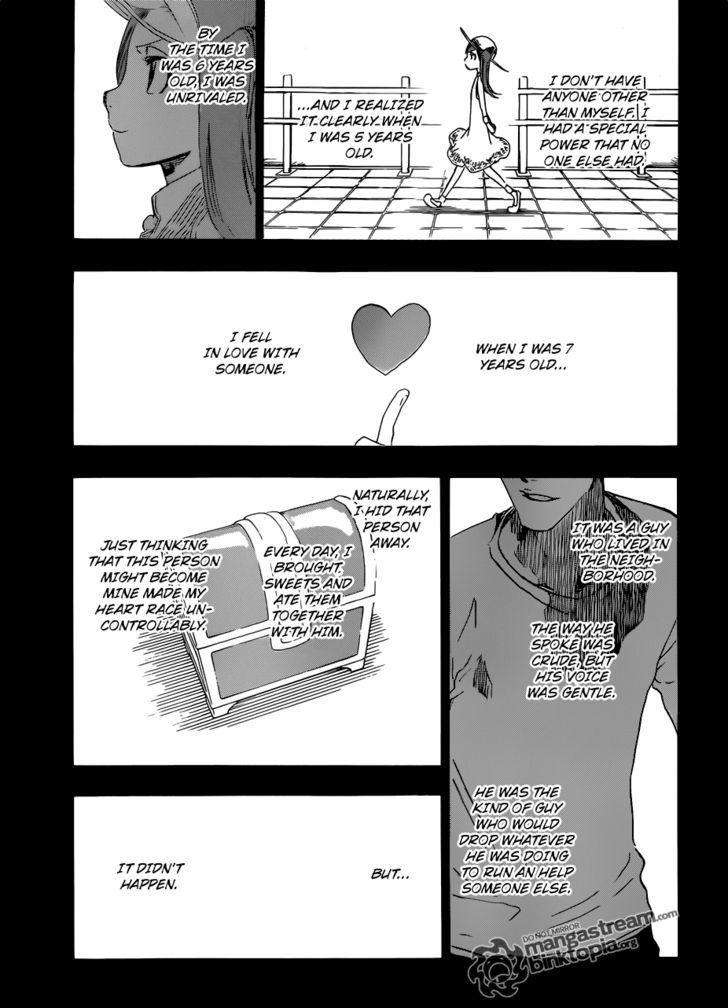 I DON'T HAVE
ANYONE OTHER
THAN MYSELF. I
HAD A SPECIAL
POWER THAT NO
ONE ELSE HAD.
...AND I REALIZED
IT CLEARLY WHEN
I WAS 5 YEARS
OLD.
BY
THE TIME I
WAS 6 YEARS
OLD, I WAS
UNRIVALED.
WHEN I WAS 7
YEARS OLD...
I FELL
IN LOVE WITH
SOMEONE.
IT WAS A GUY
WHO LIVED IN
THE NEIGH-
BORHOOD.
THE WAY HE
SPOKE WAS
CRUDE, BUT
HIS VOICE
WAS GENTLE.
HE WAS THE
KIND OF GUY
WHO WOULD
DROP WHATEVER
HE WAS DOING
TO RUN AN HELP
SOMEONE ELSE.
NATURALLY,
I HID THAT
PERSON
AWAY.
EVERY DAY, I
BROUGHT
SWEETS AND
ATE THEM
TOGETHER
WITH HIM.
JUST THINKING
THAT THIS PERSON
MIGHT BECOME
MINE MADE MY
HEART RACE UN-
CONTROLLABLY.
BUT...
IT DIDN'T
HAPPEN.
DO NOT MIRROR
mangastream.com
binktopia.org